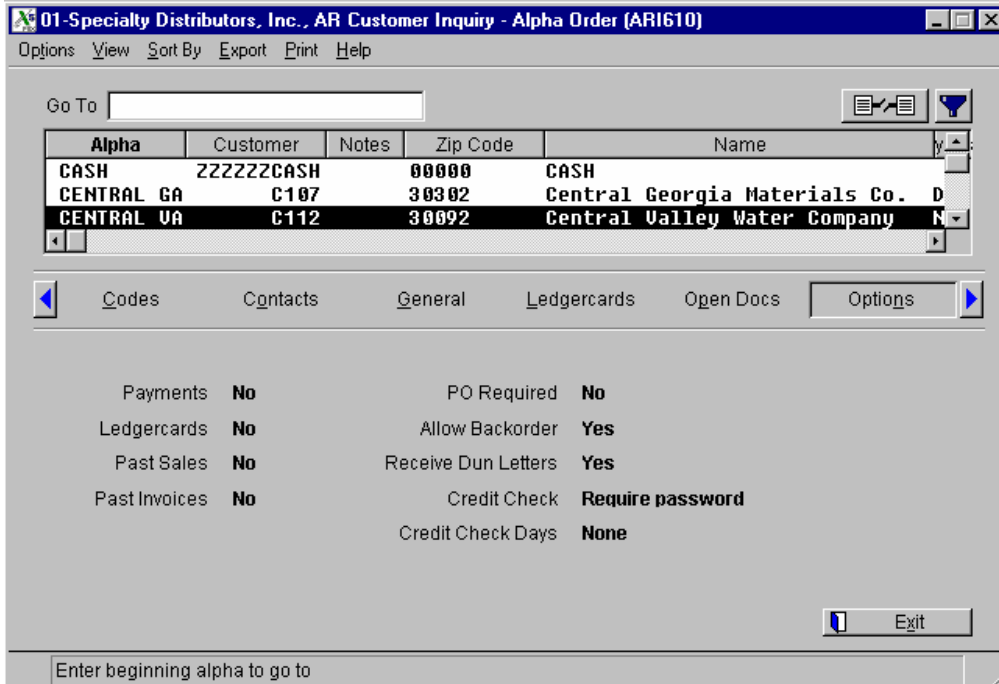 01-Specialty Distributors, Inc., AR Customer Inquiry - Alpha Order (ARI610)
Options View Sort By Export Print Help
Go To
Alpha Customer Notes Zip Code Name
CASH ZZZZZZCASH 00000 CASH
CENTRAL GA C107 30302 Central Georgia Materials Co. D
CENTRAL VA C112 30092 Central Valley Water Company N
Codes Contacts General Ledgercards Open Docs Options
Payments No PO Required No
Ledgercards No Allow Backorder Yes
Past Sales No Receive Dun Letters Yes
Past Invoices No Credit Check Require password
Credit Check Days None
Exit
Enter beginning alpha to go to